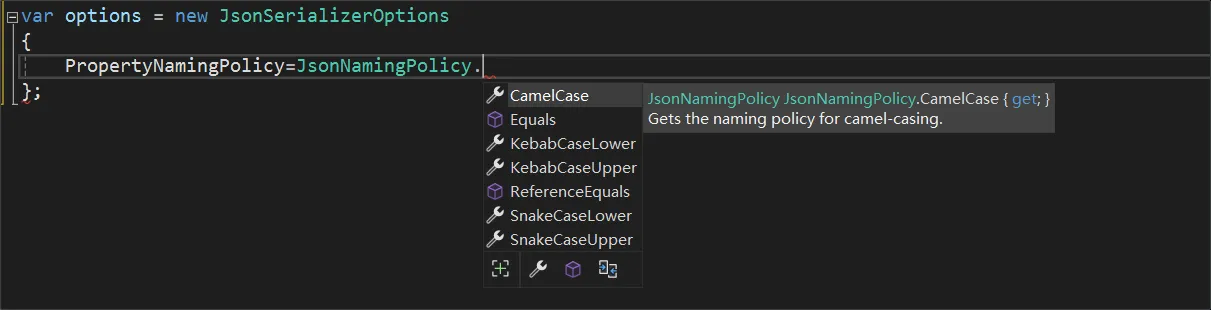 var options = new JsonSerializerOptions
{
PropertyNamingPolicy=JsonNamingPolicy.
};
CamelCase
Equals
KebabCaseLower
KebabCaseUpper
ReferenceEquals
SnakeCaseLower
SnakeCaseUpper
JsonNamingPolicy JsonNamingPolicy.CamelCase { get; }
Gets the naming policy for camel-casing.